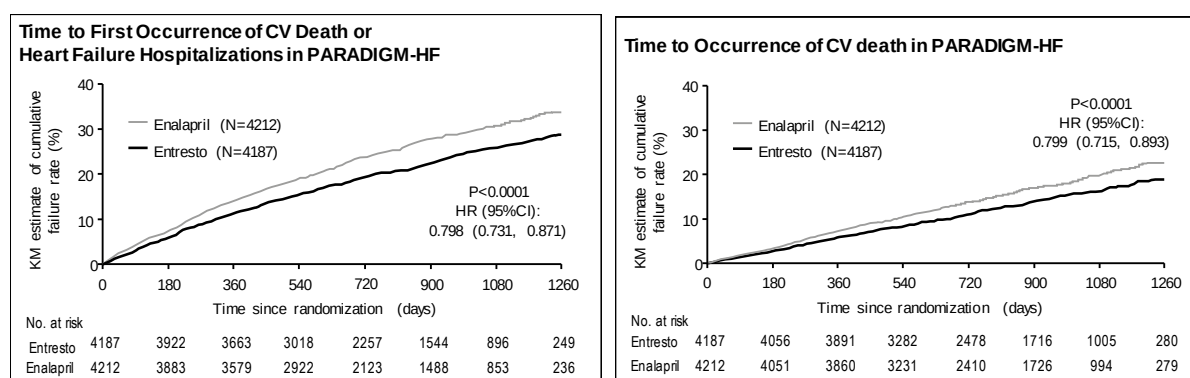 Time to First Occurrence of CV Death or
Heart Failure Hospitalizations in PARADIGM-HF
KM estimate of cumulative
failure rate (%)
40
30
20
10
0
Enalapril (N=4212)
Entresto (N=4187)
P<0.0001
HR (95%CI):
0.798 (0.731, 0.871)
0 180 360 540 720 900 1080 1260
Time since randomization (days)
No. at risk
Entresto 4187 3922 3663 3018 2257 1544 896 249
Enalapril 4212 3883 3579 2922 2123 1488 853 236
Time to Occurrence of CV death in PARADIGM-HF
KM estimate of cumulative
failure rate (%)
40
30
20
10
0
P<0.0001
HR (95%CI):
0.799 (0.715, 0.893)
Enalapril (N=4212)
Entresto (N=4187)
0 180 360 540 720 900 1080 1260
Time since randomization (days)
No. at risk
Entresto 4187 4056 3891 3282 2478 1716 1005 280
Enalapril 4212 4051 3860 3231 2410 1726 994 279